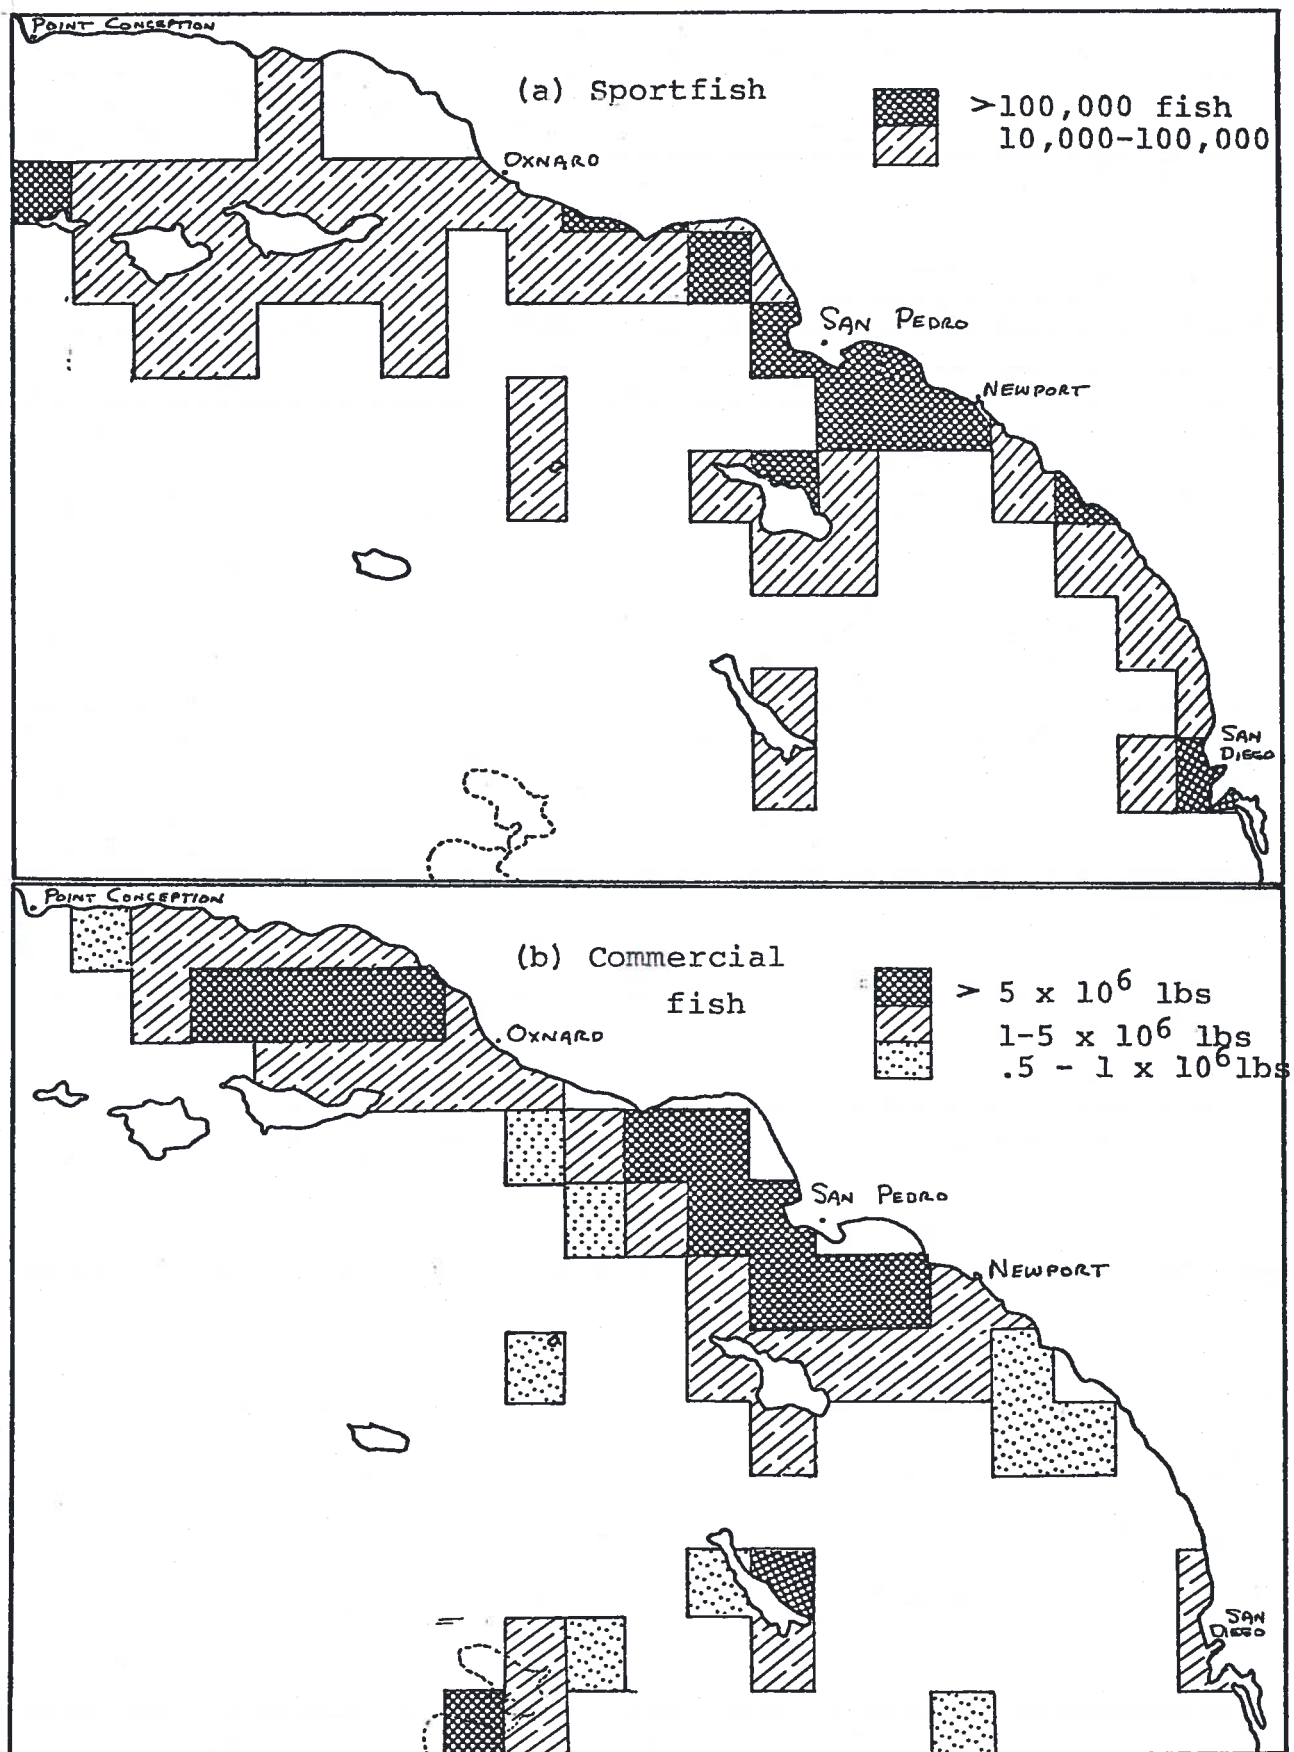 POINT CONCEPTION
(a) Sportfish
>100,000 fish
10,000-100,000
OXNARD
SAN PEDRO
NEWPORT
SAN
DIEGO
POINT CONCEPTION
(b) Commercial
fish
> 5 x 10⁶ lbs
1-5 x 10⁶ lbs
.5 - 1 x 10⁶lbs
OXNARD
SAN PEDRO
NEWPORT
SAN
DIEGO